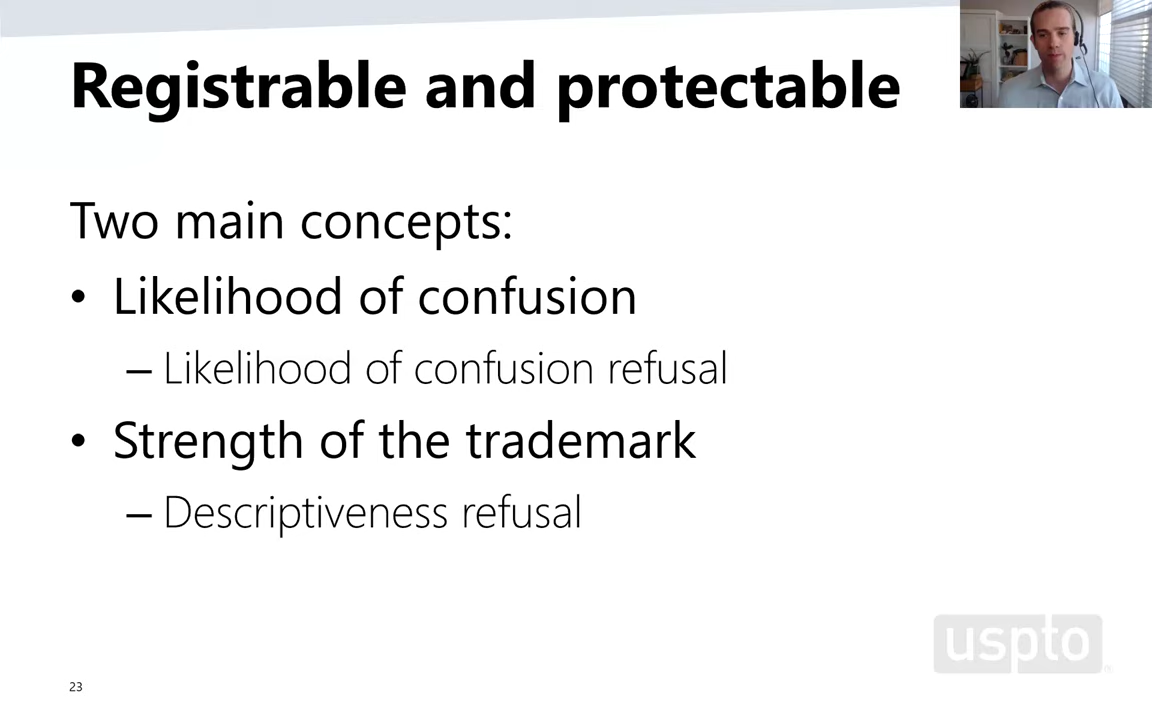 Registrable and protectable
Two main concepts:
• Likelihood of confusion
– Likelihood of confusion refusal
• Strength of the trademark
– Descriptiveness refusal
uspto®
23